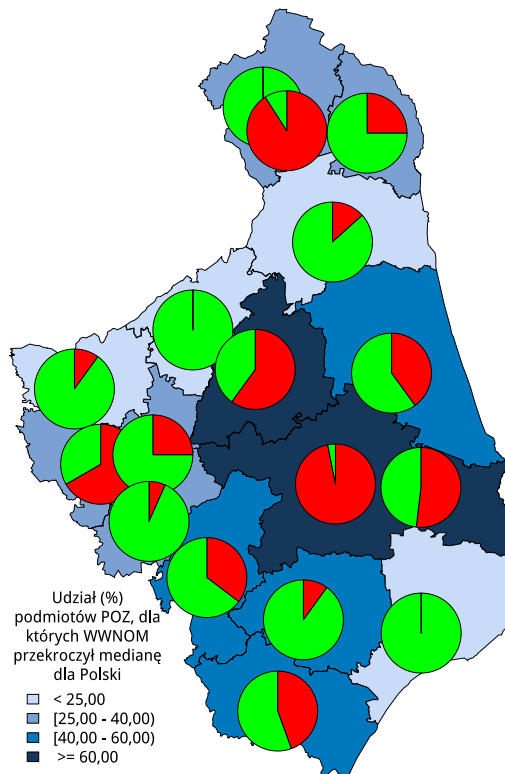 Udział (%)
podmiotów POZ, dla
których WWNOM
przekroczył medianę
dla Polski
< 25,00
[25,00 - 40,00)
[40,00 - 60,00)
>= 60,00